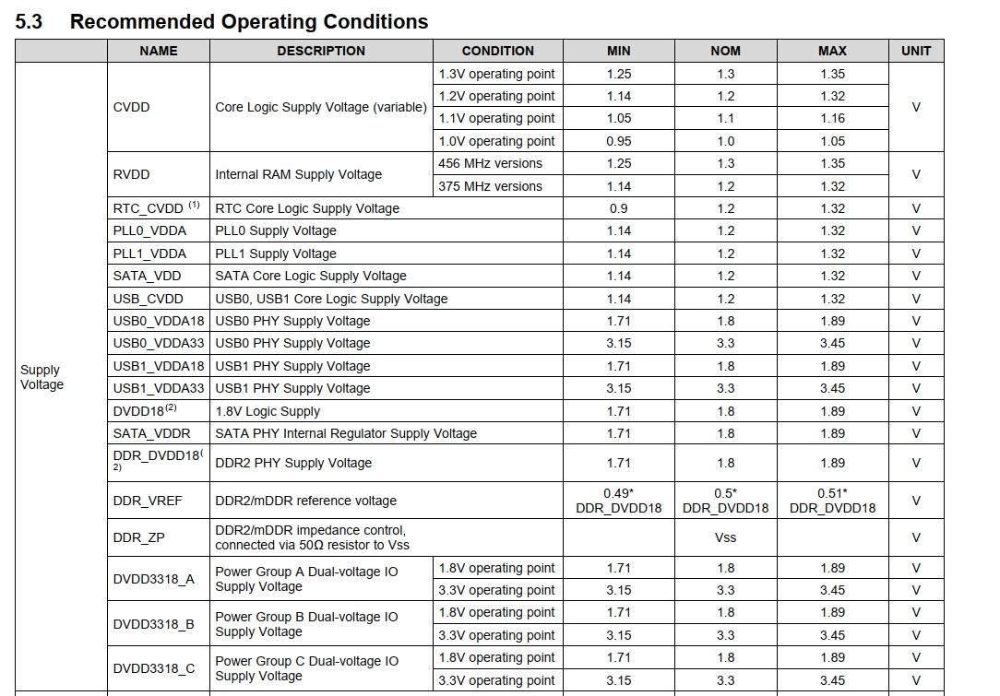 5.3 Recommended Operating Conditions
NAME DESCRIPTION CONDITION MIN NOM MAX UNIT
Supply
Voltage
CVDD Core Logic Supply Voltage (variable) 1.3V operating point 1.25 1.3 1.35 V
1.2V operating point 1.14 1.2 1.32
1.1V operating point 1.05 1.1 1.16
1.0V operating point 0.95 1.0 1.05
RVDD Internal RAM Supply Voltage 456 MHz versions 1.25 1.3 1.35 V
375 MHz versions 1.14 1.2 1.32
RTC_CVDD (1) RTC Core Logic Supply Voltage 0.9 1.2 1.32 V
PLL0_VDDA PLL0 Supply Voltage 1.14 1.2 1.32 V
PLL1_VDDA PLL1 Supply Voltage 1.14 1.2 1.32 V
SATA_VDD SATA Core Logic Supply Voltage 1.14 1.2 1.32 V
USB_CVDD USB0, USB1 Core Logic Supply Voltage 1.14 1.2 1.32 V
USB0_VDDA18 USB0 PHY Supply Voltage 1.71 1.8 1.89 V
USB0_VDDA33 USB0 PHY Supply Voltage 3.15 3.3 3.45 V
USB1_VDDA18 USB1 PHY Supply Voltage 1.71 1.8 1.89 V
USB1_VDDA33 USB1 PHY Supply Voltage 3.15 3.3 3.45 V
DVDD18(2) 1.8V Logic Supply 1.71 1.8 1.89 V
SATA_VDDR SATA PHY Internal Regulator Supply Voltage 1.71 1.8 1.89 V
DDR_DVDD18(
2) DDR2 PHY Supply Voltage 1.71 1.8 1.89 V
DDR_VREF DDR2/mDDR reference voltage 0.49* 0.5* 0.51* V
DDR_DVDD18 DDR_DVDD18 DDR_DVDD18
DDR_ZP DDR2/mDDR impedance control,
connected via 50Ω resistor to Vss Vss V
DVDD3318_A Power Group A Dual-voltage IO
Supply Voltage 1.8V operating point 1.71 1.8 1.89 V
3.3V operating point 3.15 3.3 3.45 V
DVDD3318_B Power Group B Dual-voltage IO
Supply Voltage 1.8V operating point 1.71 1.8 1.89 V
3.3V operating point 3.15 3.3 3.45 V
DVDD3318_C Power Group C Dual-voltage IO
Supply Voltage 1.8V operating point 1.71 1.8 1.89 V
3.3V operating point 3.15 3.3 3.45 V